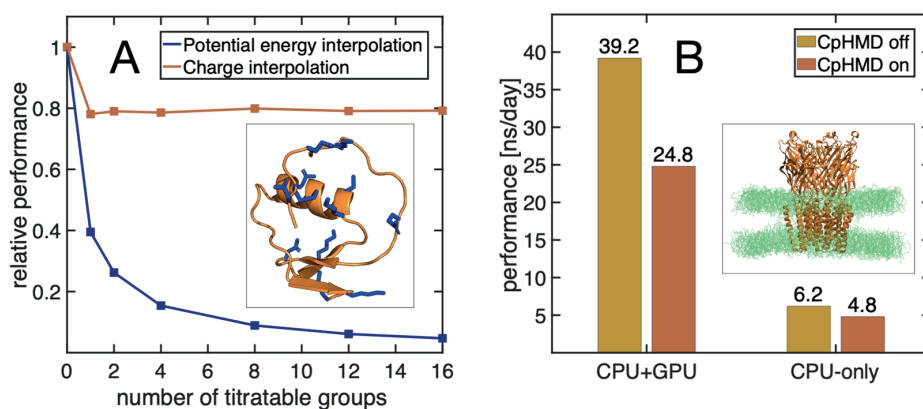 A
Potential energy interpolation
Charge interpolation
relative performance
1
0.8
0.6
0.4
0.2
0 2 4 6 8 10 12 14 16
number of titratable groups
B
CpHMD off
CpHMD on
performance [ns/day]
40
35
30
25
20
15
10
5
39.2
24.8
6.2
4.8
CPU+GPU CPU-only